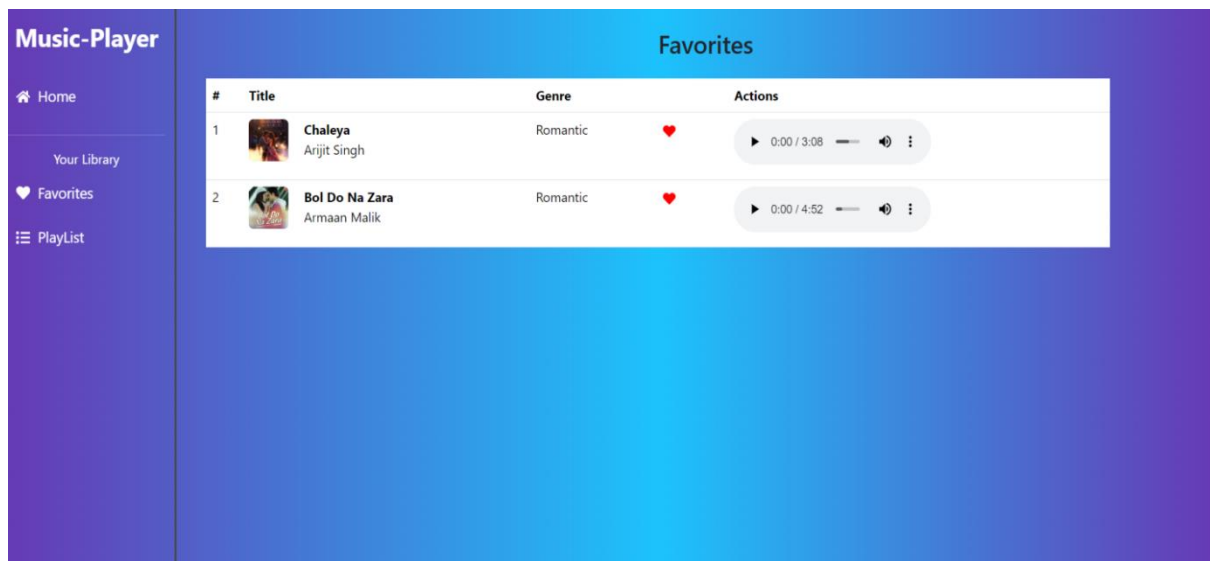 Music-Player
Home
Your Library
Favorites
PlayList
Favorites
# Title Genre Actions
1 Chaleya Romantic 0:00 / 3:08
Arijit Singh
2 Bol Do Na Zara Romantic 0:00 / 4:52
Armaan Malik